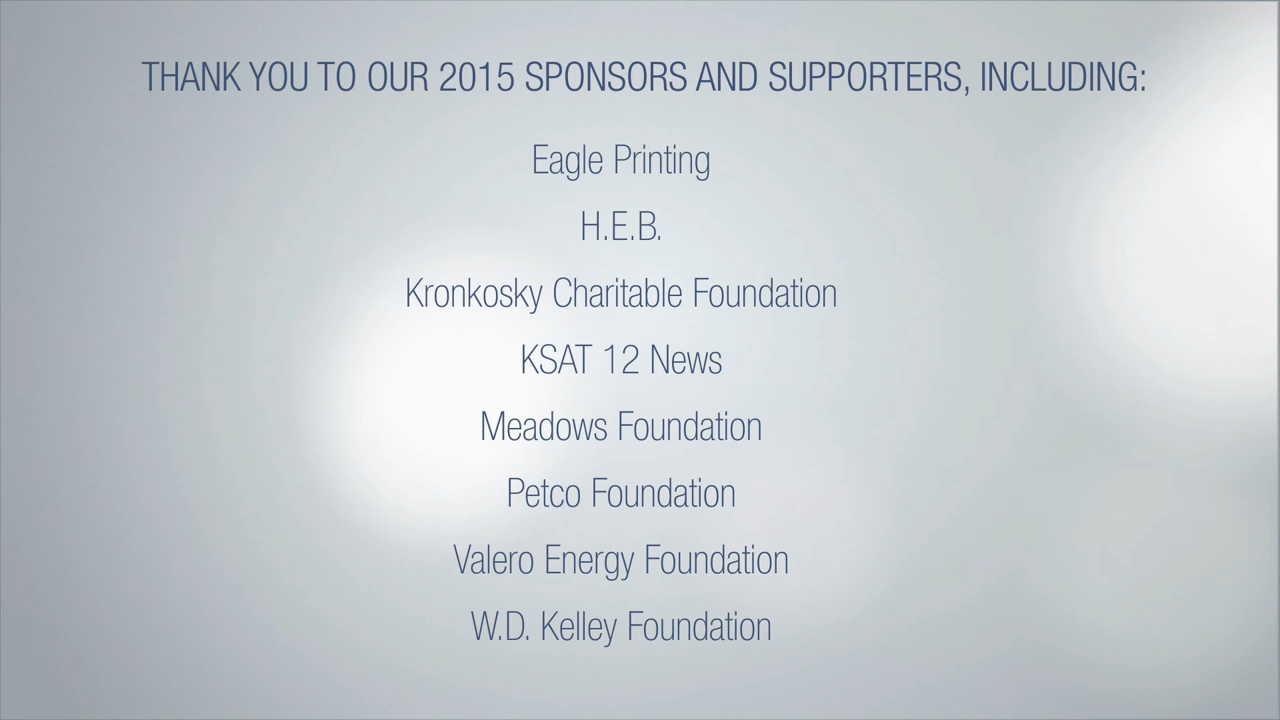 THANK YOU TO OUR 2015 SPONSORS AND SUPPORTERS, INCLUDING:
Eagle Printing
H.E.B.
Kronkosky Charitable Foundation
KSAT 12 News
Meadows Foundation
Petco Foundation
Valero Energy Foundation
W.D. Kelley Foundation